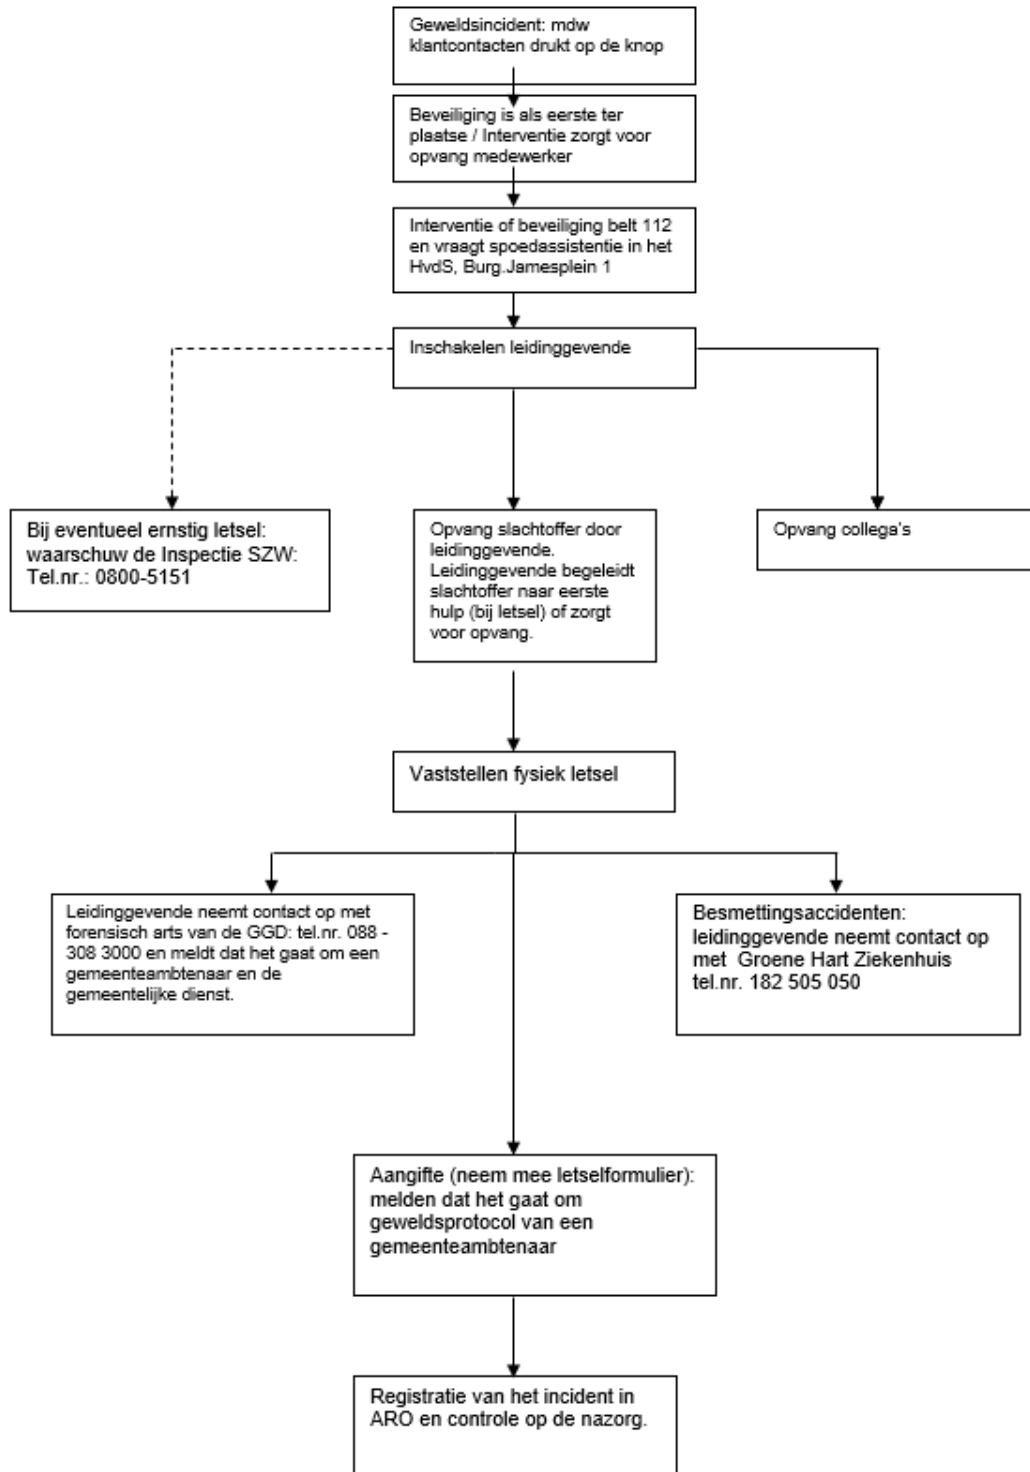 Geweldsincident: mdw
klantcontacten drukt op de knop
Beveiliging is als eerste ter
plaatse / Interventie zorgt voor
opvang medewerker
Interventie of beveiliging belt 112
en vraagt spoedassistentie in het
HvdS, Burg.Jamesplein 1
Inschakelen leidinggevende
Bij eventueel ernstig letsel:
waarschuw de Inspectie SZW:
Tel.nr.: 0800-5151
Opvang slachtoffer door
leidinggevende.
Leidinggevende begeleidt
slachtoffer naar eerste
hulp (bij letsel) of zorgt
voor opvang.
Opvang collega's
Vaststellen fysiek letsel
Leidinggevende neemt contact op met
forensisch arts van de GGD: tel.nr. 088 -
308 3000 en meldt dat het gaat om een
gemeenteambtenaar en de
gemeentelijke dienst.
Besmettingsaccidenten:
leidinggevende neemt contact op
met  Groene Hart Ziekenhuis
tel.nr. 182 505 050
Aangifte (neem mee letselformulier):
melden dat het gaat om
geweldsprotocol van een
gemeenteambtenaar
Registratie van het incident in
ARO en controle op de nazorg.